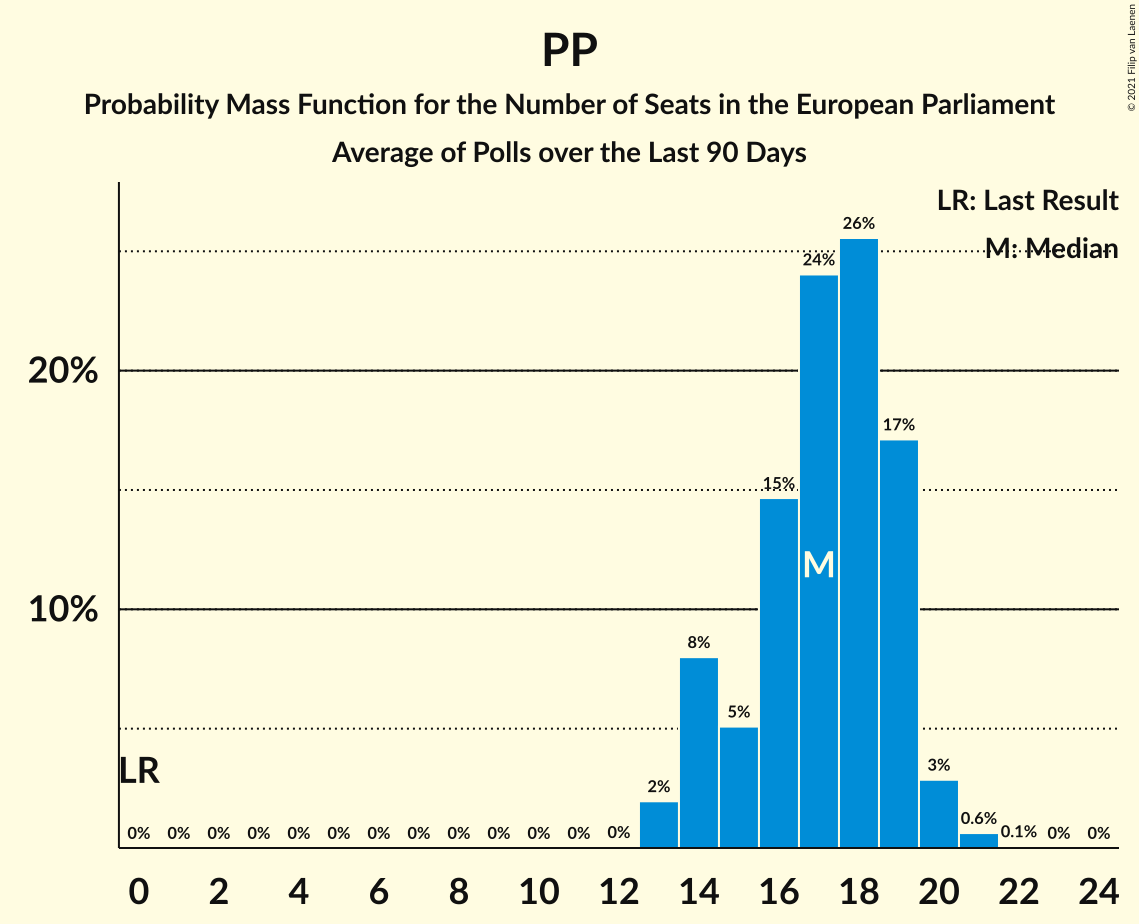 PP
Probability Mass Function for the Number of Seats in the European Parliament
Average of Polls over the Last 90 Days
© 2021 Filip van Laenen
LR: Last Result
M: Median
26%
24%
20%
17%
15%
M
10%
8%
5%
LR
3%
2%
0% 0% 0% 0% 0% 0% 0% 0% 0% 0% 0% 0% 0% 0.6% 0.1% 0% 0%
0 2 4 6 8 10 12 14 16 18 20 22 24